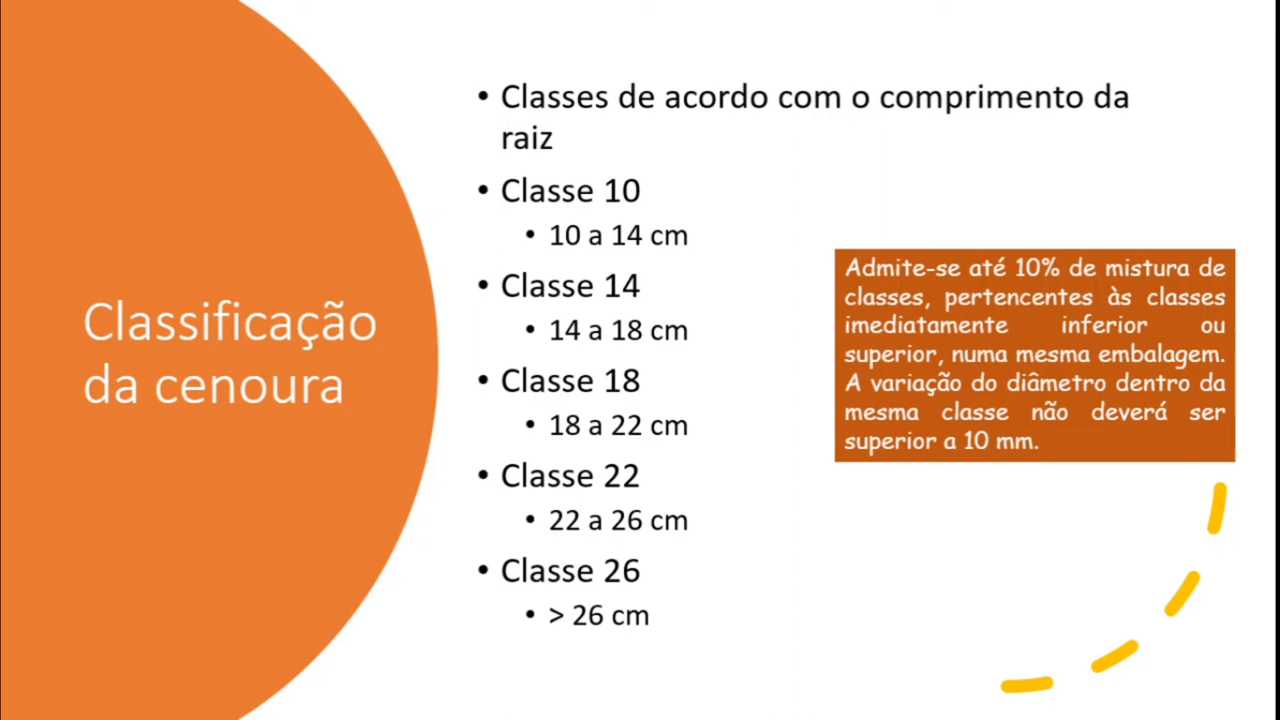 Classificação
da cenoura
• Classes de acordo com o comprimento da
raiz
• Classe 10
• 10 a 14 cm
• Classe 14
• 14 a 18 cm
• Classe 18
• 18 a 22 cm
• Classe 22
• 22 a 26 cm
• Classe 26
• > 26 cm
Admite-se até 10% de mistura de
classes, pertencentes às classes
imediatamente inferior ou
superior, numa mesma embalagem.
A variação do diâmetro dentro da
mesma classe não deverá ser
superior a 10 mm.